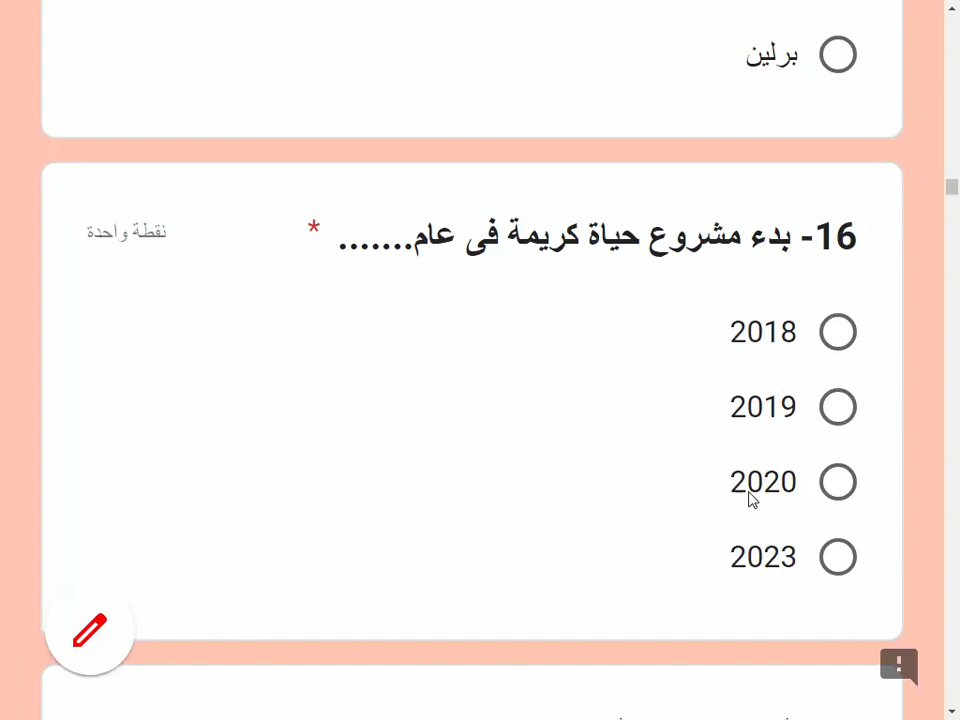 برلين
16- بدء مشروع حياة كريمة فى عام....... *
نقطة واحدة
2018
2019
2020
2023